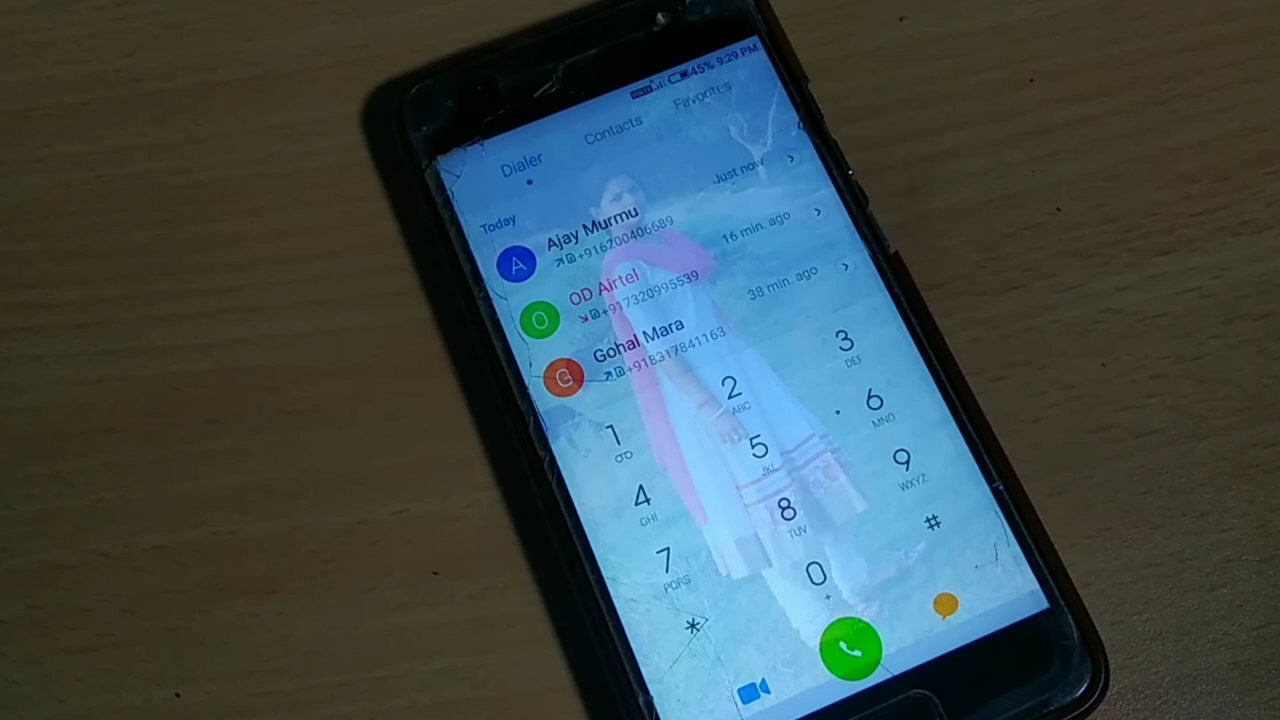 VOLTE 45% 9:29 PM
Dialer Contacts Favorites
Today
A Ajay Murmu Just now
+916200406689
O OD Airtel 16 min. ago
+917320995539
G Gohal Mara 38 min. ago
+918317841163
1 2 3
ABC DEF
4 5 6
GHI JKL MNO
7 8 9
PQRS TUV WXYZ
* 0 #
+